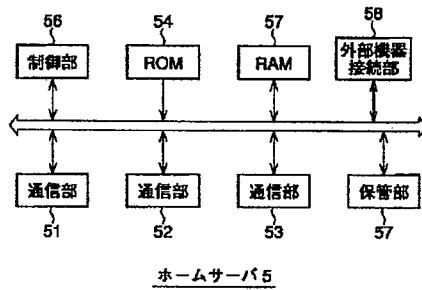 56
54
57
58
制御部
ROM
RAM
外部機器
接続部
通信部
通信部
通信部
保管部
51
52
53
57
ホームサーバ5